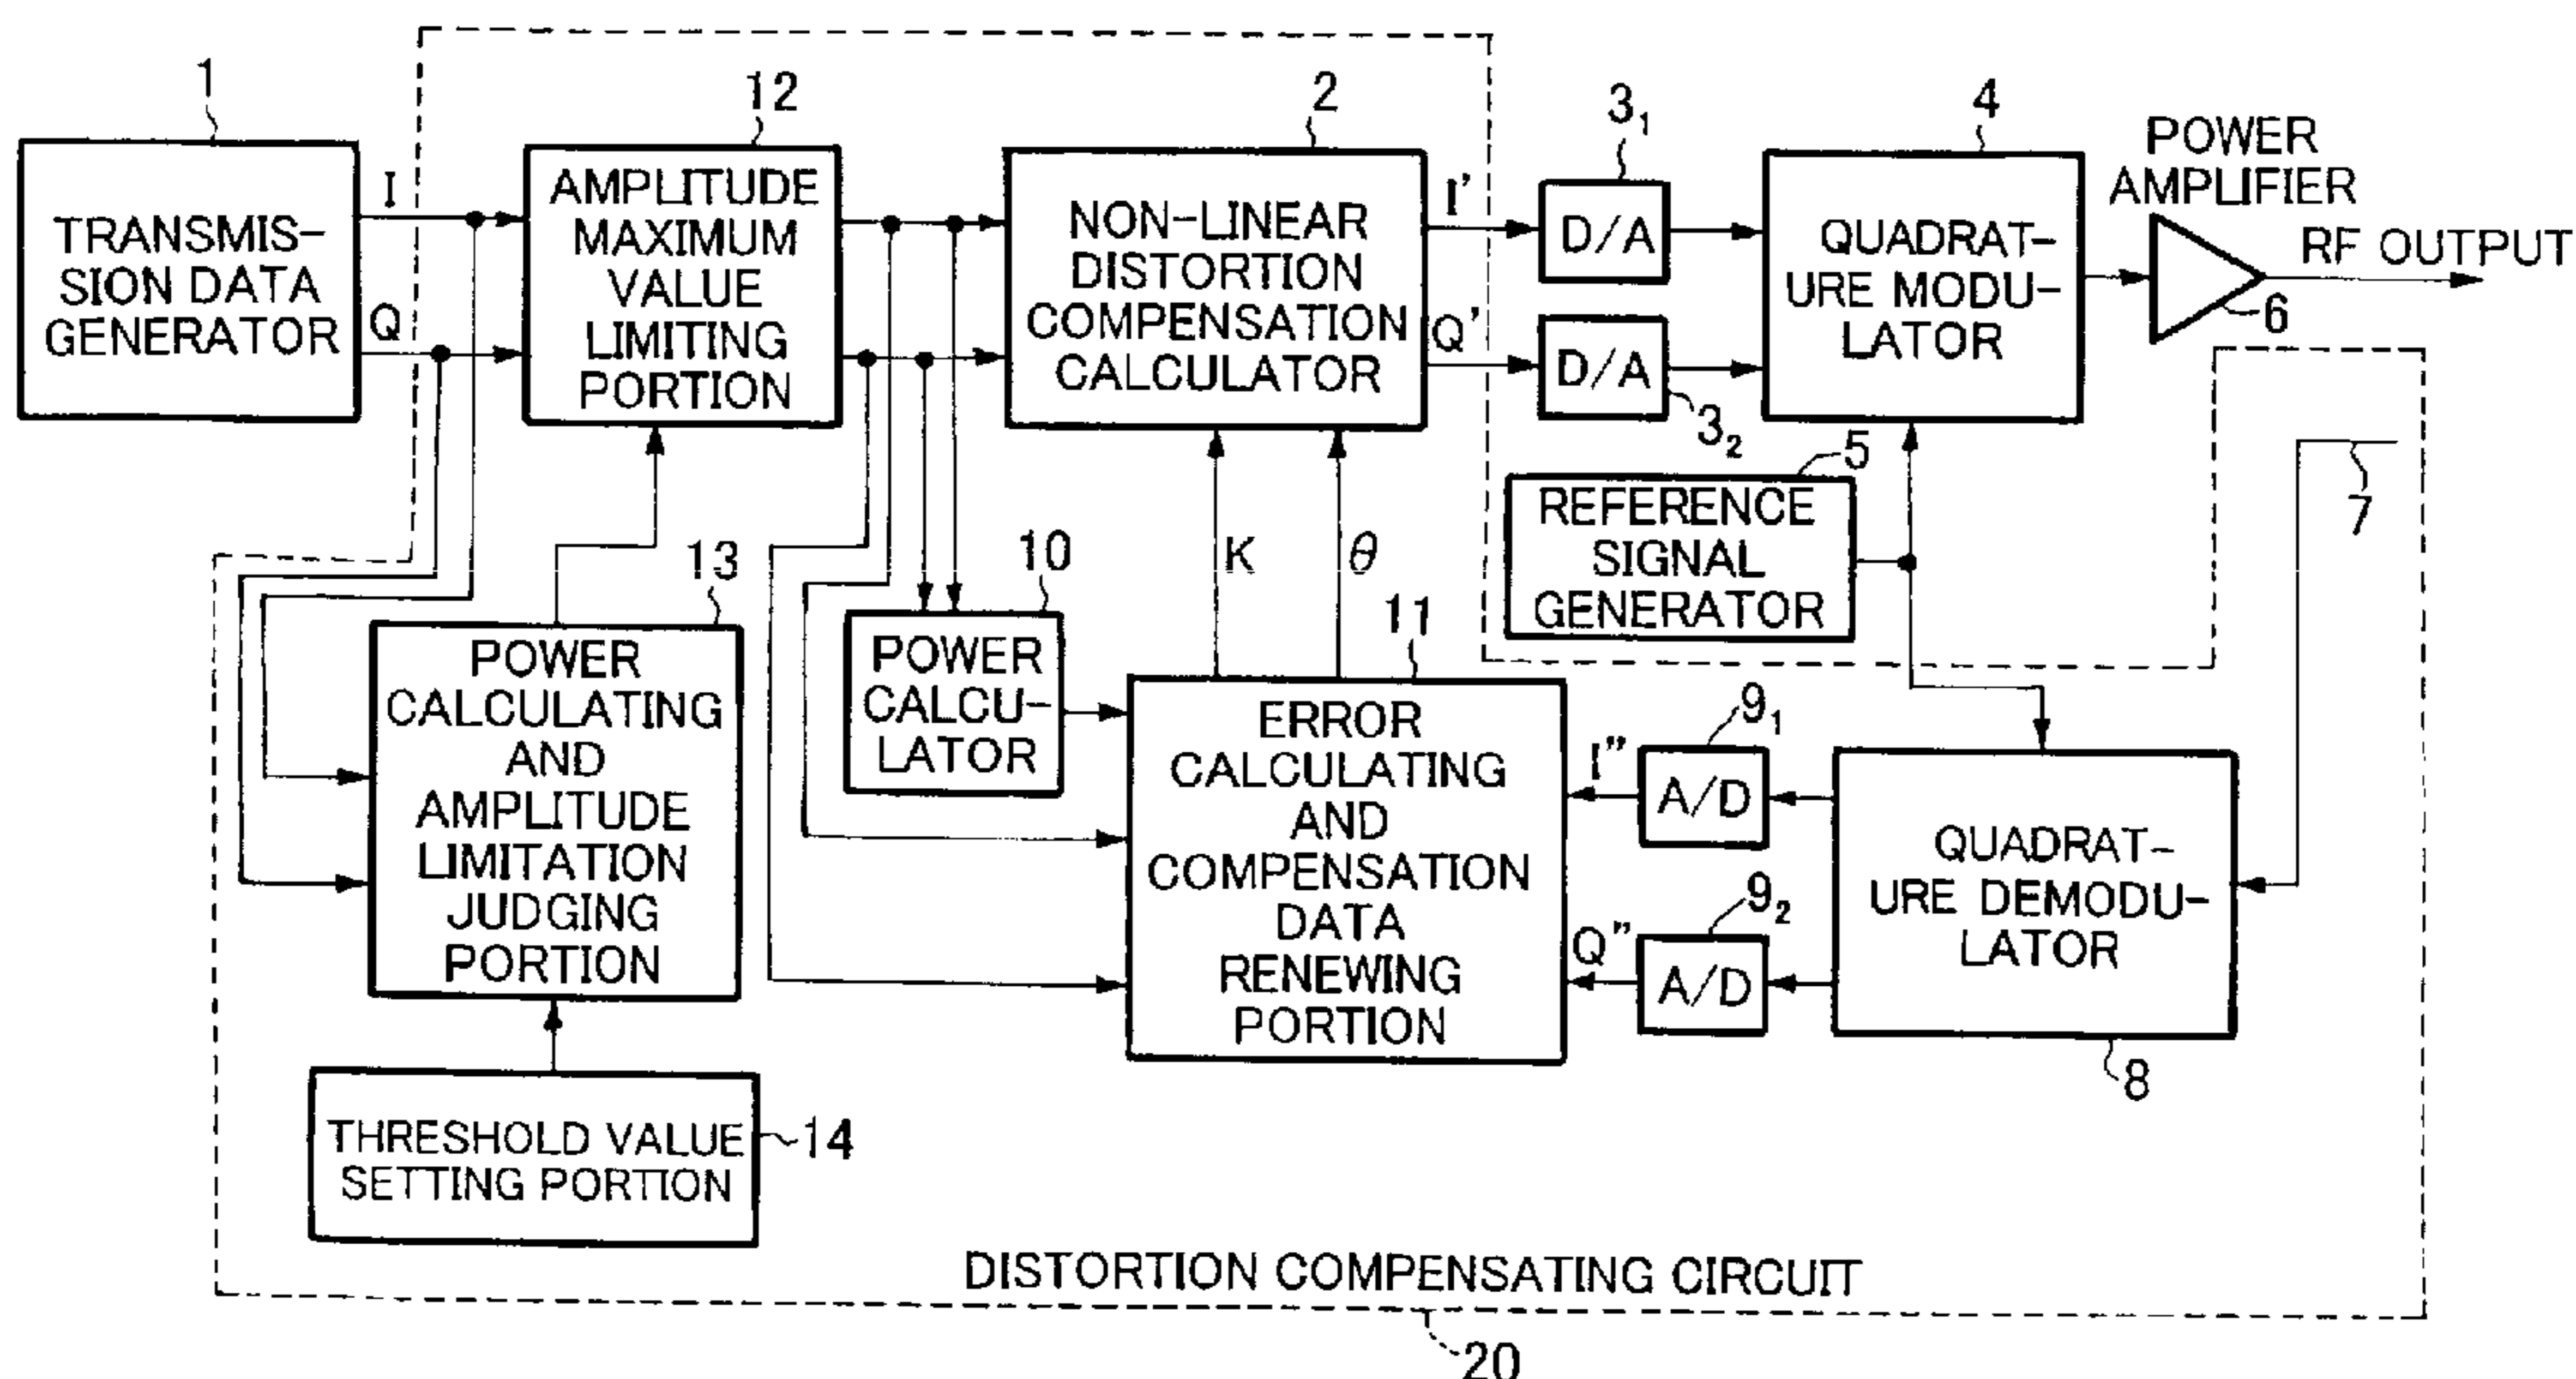 1
TRANSMIS-
SION DATA
GENERATOR
I
Q
12
AMPLITUDE
MAXIMUM
VALUE
LIMITING
PORTION
2
NON-LINEAR
DISTORTION
COMPENSATION
CALCULATOR
I'
Q'
3₁
D/A
D/A
3₂
4
QUADRAT-
URE MODU-
LATOR
POWER
AMPLIFIER
RF OUTPUT
6
5
REFERENCE
SIGNAL
GENERATOR
7
13
POWER
CALCULATING
AND
AMPLITUDE
LIMITATION
JUDGING
PORTION
10
POWER
CALCU-
LATOR
K
θ
11
ERROR
CALCULATING
AND
COMPENSATION
DATA
RENEWING
PORTION
I"
Q"
9₁
A/D
9₂
A/D
QUADRAT-
URE DEMODU-
LATOR
8
THRESHOLD VALUE
SETTING PORTION
14
DISTORTION COMPENSATING CIRCUIT
20